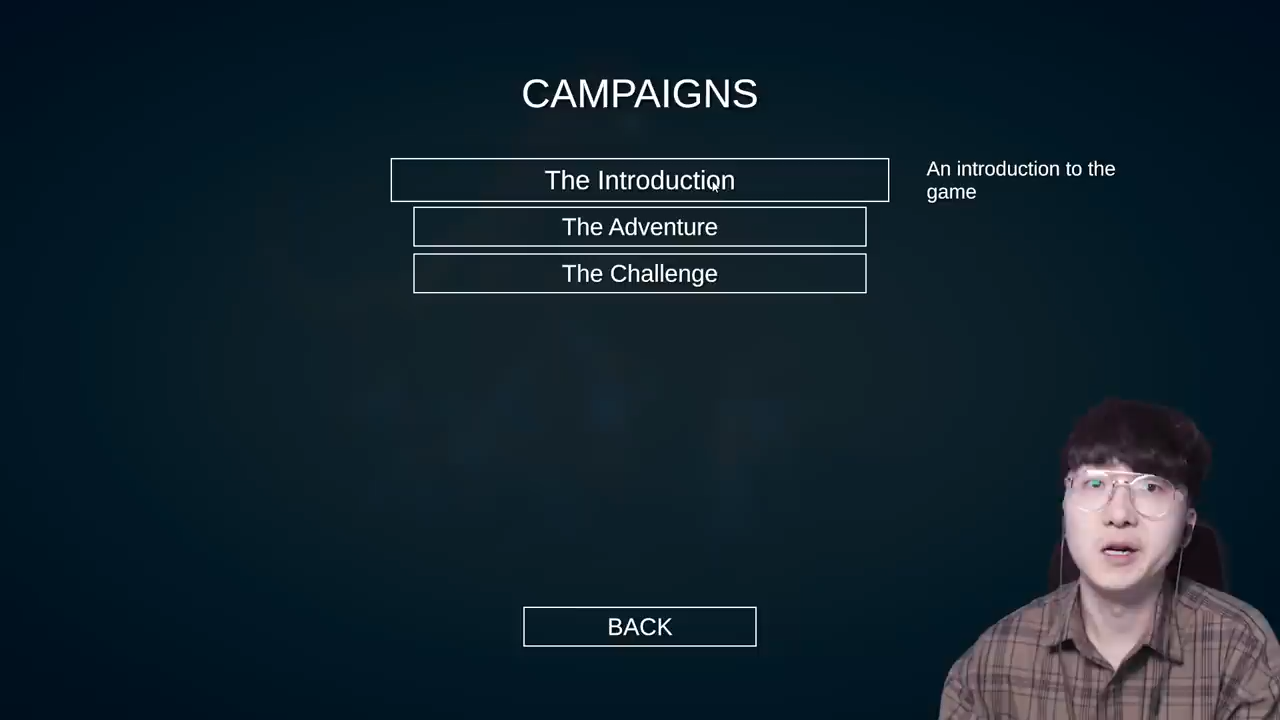 CAMPAIGNS
The Introduction
An introduction to the
game
The Adventure
The Challenge
BACK